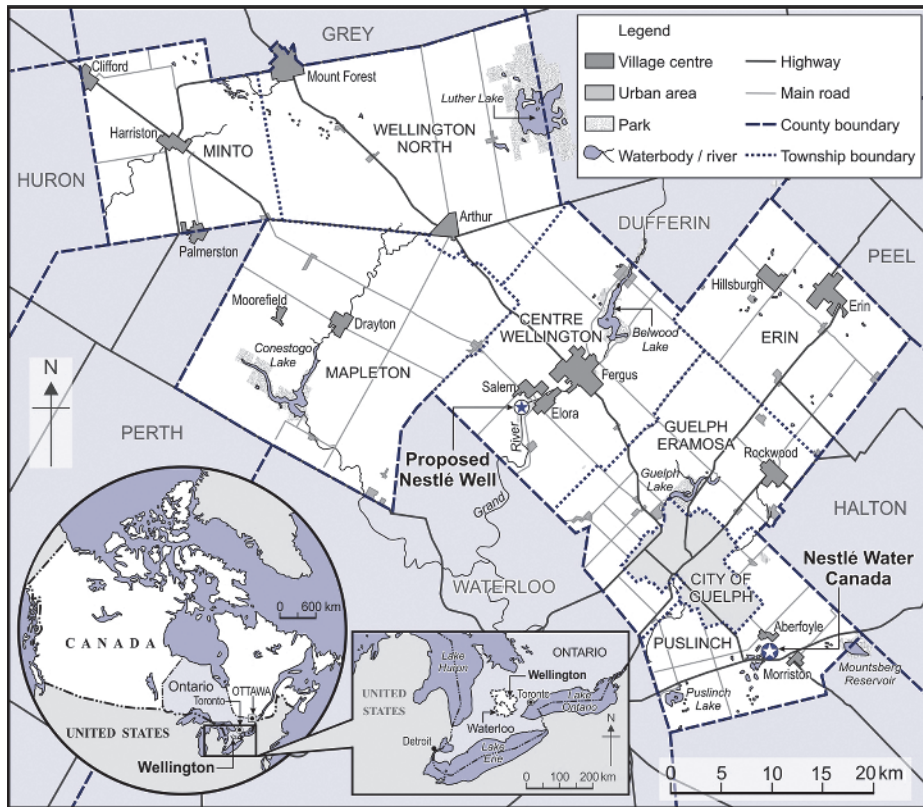 GREY
Legend
Village centre
Highway
Urban area
Main road
Park
County boundary
Waterbody / river
Township boundary
Clifford
Mount Forest
Luther Lake
Harriston
MINTO
WELLINGTON
NORTH
HURON
Arthur
DUFFERIN
Palmerston
PEEL
Hillsburgh
Erin
Moorefield
Drayton
CENTRE
WELLINGTON
Belwood
Lake
ERIN
Conestogo
Lake
MAPLETON
Salem
Fergus
Elora
N
GUELPH
ERAMOSA
River
Rockwood
PERTH
Proposed
Nestlé Well
Guelph
Lake
Grand
HALTON
WATERLOO
Nestlé Water
Canada
CITY OF
GUELPH
PUSLINCH
Aberfoyle
Morriston
Mountsberg
Reservoir
Puslinch
Lake
0 600 km
CANADA
Ontario
OTTAWA
Toronto
UNITED STATES
Wellington
ONTARIO
Lake
Huron
Wellington
UNITED
STATES
Toronto
Lake
Ontario
Waterloo
Detroit
Lake
Erie
N
0 100 200 km
0 5 10 15 20 km